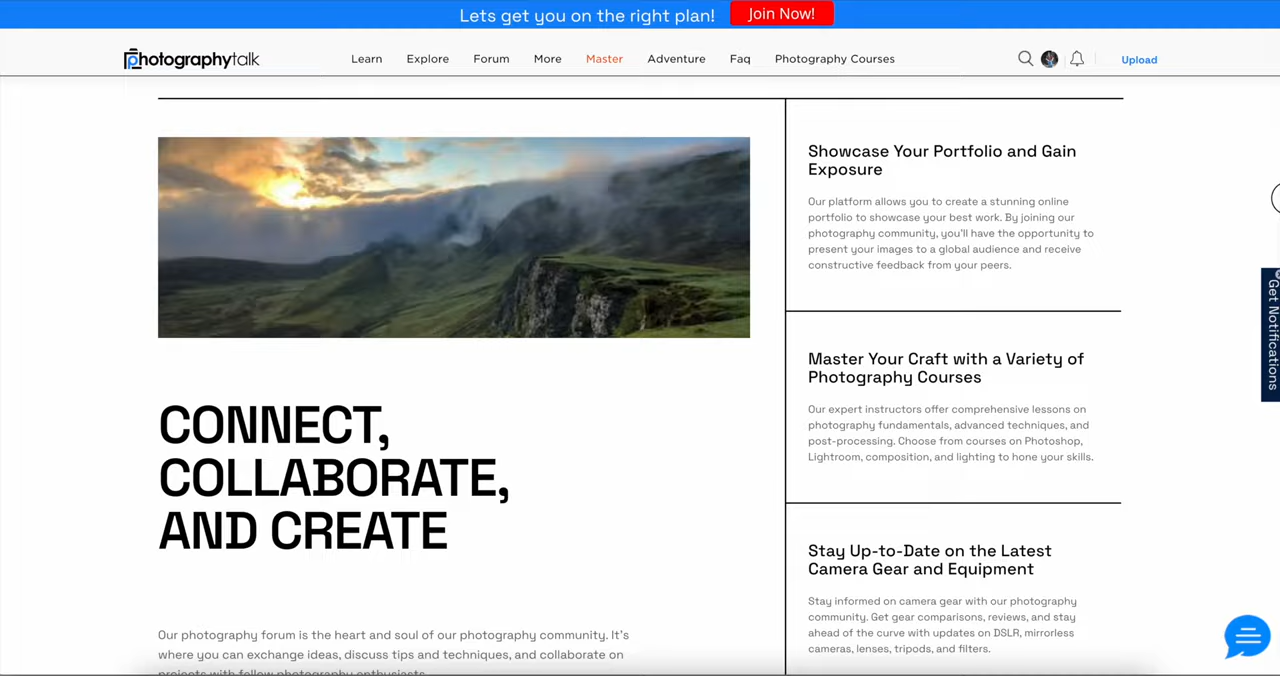 Lets get you on the right plan! Join Now!
photographytalk Learn Explore Forum More Master Adventure Faq Photography Courses Upload
CONNECT,
COLLABORATE,
AND CREATE
Our photography forum is the heart and soul of our photography community. It's
where you can exchange ideas, discuss tips and techniques, and collaborate on
projects with fellow photography enthusiasts.
Showcase Your Portfolio and Gain
Exposure
Our platform allows you to create a stunning online
portfolio to showcase your best work. By joining our
photography community, you'll have the opportunity to
present your images to a global audience and receive
constructive feedback from your peers.
Master Your Craft with a Variety of
Photography Courses
Our expert instructors offer comprehensive lessons on
photography fundamentals, advanced techniques, and
post-processing. Choose from courses on Photoshop,
Lightroom, composition, and lighting to hone your skills.
Stay Up-to-Date on the Latest
Camera Gear and Equipment
Stay informed on camera gear with our photography
community. Get gear comparisons, reviews, and stay
ahead of the curve with updates on DSLR, mirrorless
cameras, lenses, tripods, and filters.
Get Notifications